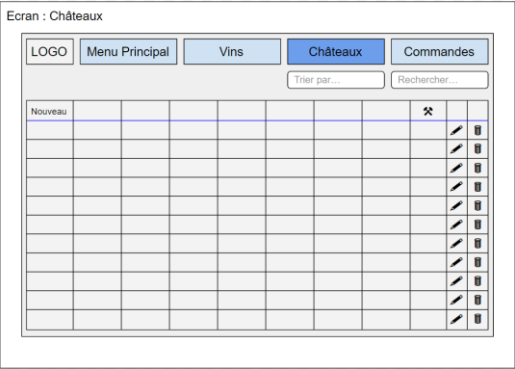 Ecran : Châteaux
LOGO Menu Principal Vins Châteaux Commandes
Trier par... Rechercher...
Nouveau